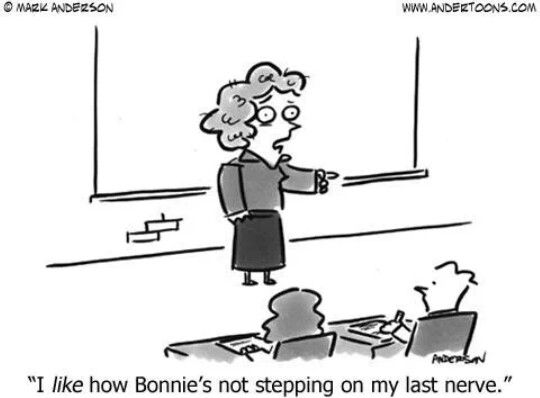 © MARK ANDERSON
WWW.ANDERTOONS.COM
ANDERSON
"I like how Bonnie's not stepping on my last nerve."